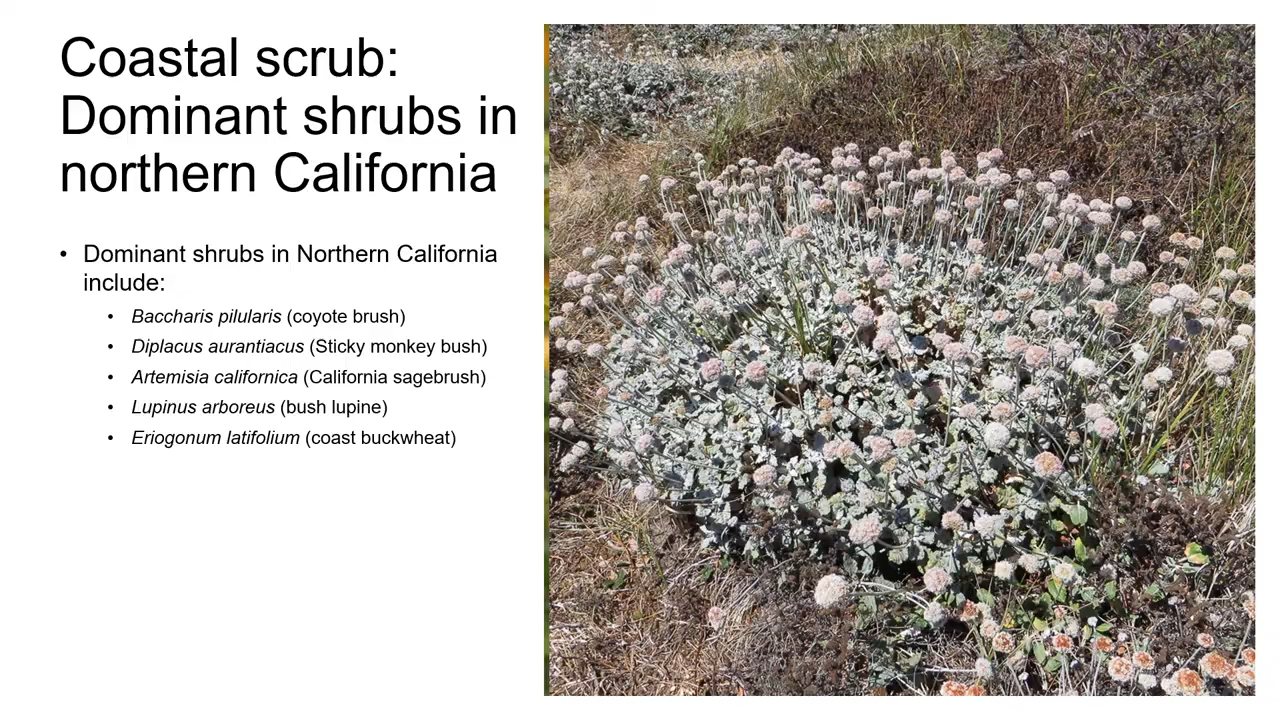 Coastal scrub:
Dominant shrubs in
northern California
• Dominant shrubs in Northern California
include:
• Baccharis pilularis (coyote brush)
• Diplacus aurantiacus (Sticky monkey bush)
• Artemisia californica (California sagebrush)
• Lupinus arboreus (bush lupine)
• Eriogonum latifolium (coast buckwheat)